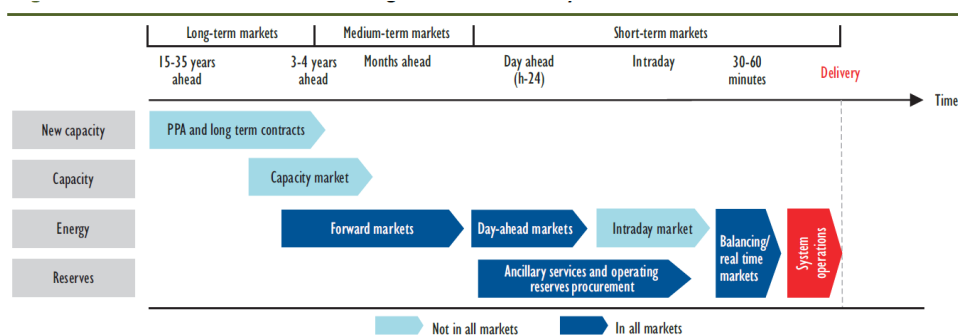 Long-term markets
Medium-term markets
Short-term markets
15-35 years
ahead
3-4 years
ahead
Months ahead
Day ahead
(h-24)
Intraday
30-60
minutes
Delivery
Time
New capacity
PPA and long term contracts
Capacity
Capacity market
Energy
Forward markets
Day-ahead markets
Intraday market
Balancing/
real time
markets
System
operations
Reserves
Ancillary services and operating
reserves procurement
Not in all markets
In all markets